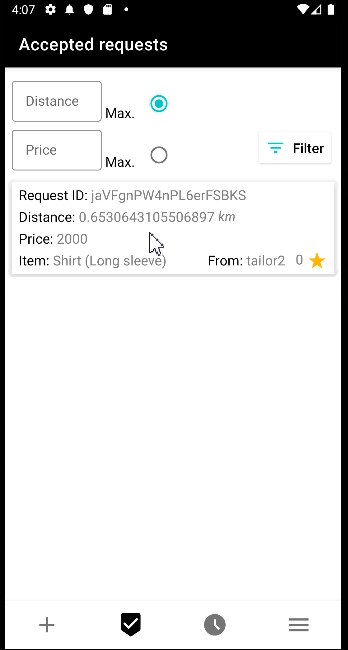 4:07
Accepted requests
Distance Max.
Price Max. Filter
Request ID: jaVFgnPW4nPL6erFSBKS
Distance: 0.6530643105506897 km
Price: 2000
Item: Shirt (Long sleeve) From: tailor2 0